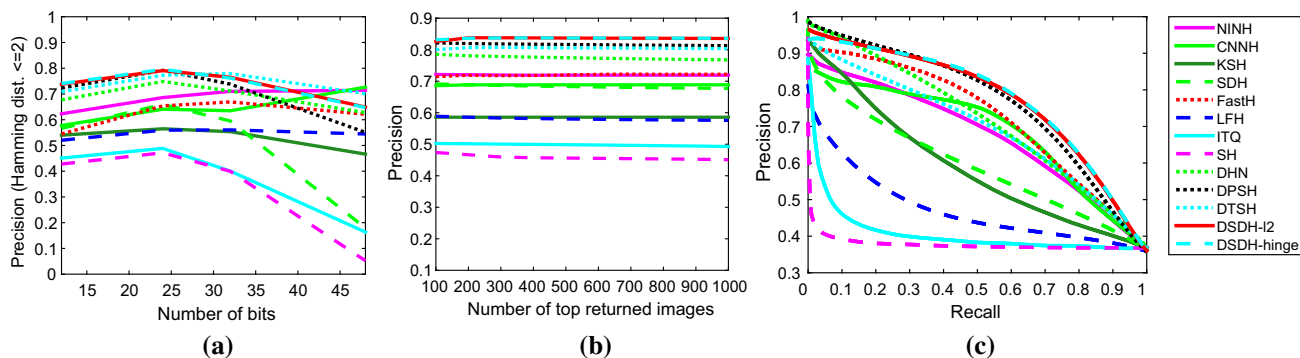 Precision (Hamming dist. <=2)
1
0.9
0.8
0.7
0.6
0.5
0.4
0.3
0.2
0.1
0
15 20 25 30 35 40 45
Number of bits
(a)
Precision
0.9
0.8
0.7
0.6
0.5
0.4
0.3
0.2
0.1
100 200 300 400 500 600 700 800 900 1000
Number of top returned images
(b)
Precision
1
0.9
0.8
0.7
0.6
0.5
0.4
0.3
0 0.1 0.2 0.3 0.4 0.5 0.6 0.7 0.8 0.9 1
Recall
(c)
NINH
CNNH
KSH
SDH
FastH
LFH
ITQ
SH
DHN
DPSH
DTSH
DSDH-l2
DSDH-hinge